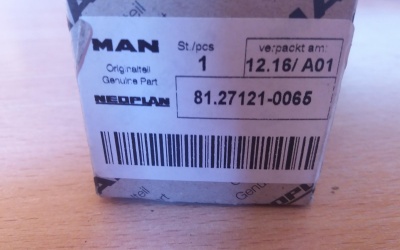 MAN St./pcs verpackt am:
Originalteil 1 12.16/ A01
Genuine Part
NEOPLAN 81.27121-0065